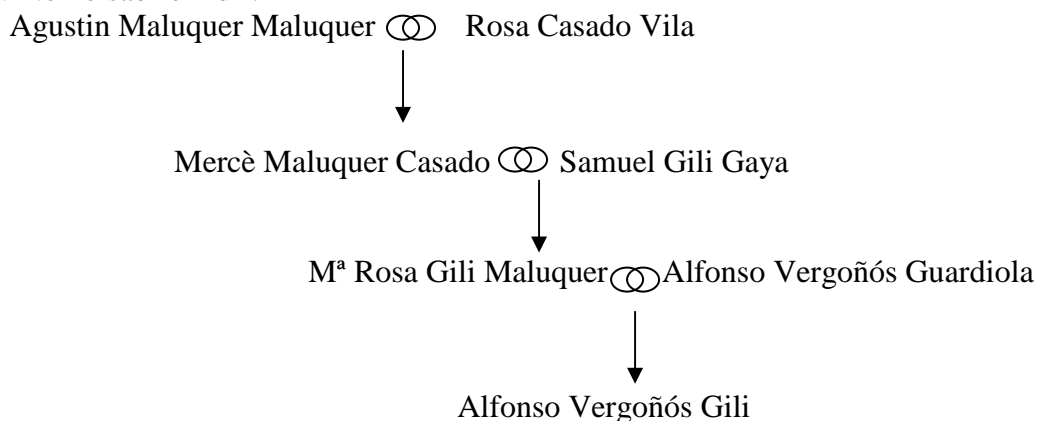 Agustin Maluquer Maluquer Rosa Casado Vila
Mercè Maluquer Casado Samuel Gili Gaya
Mª Rosa Gili Maluquer Alfonso Vergoñós Guardiola
Alfonso Vergoñós Gili